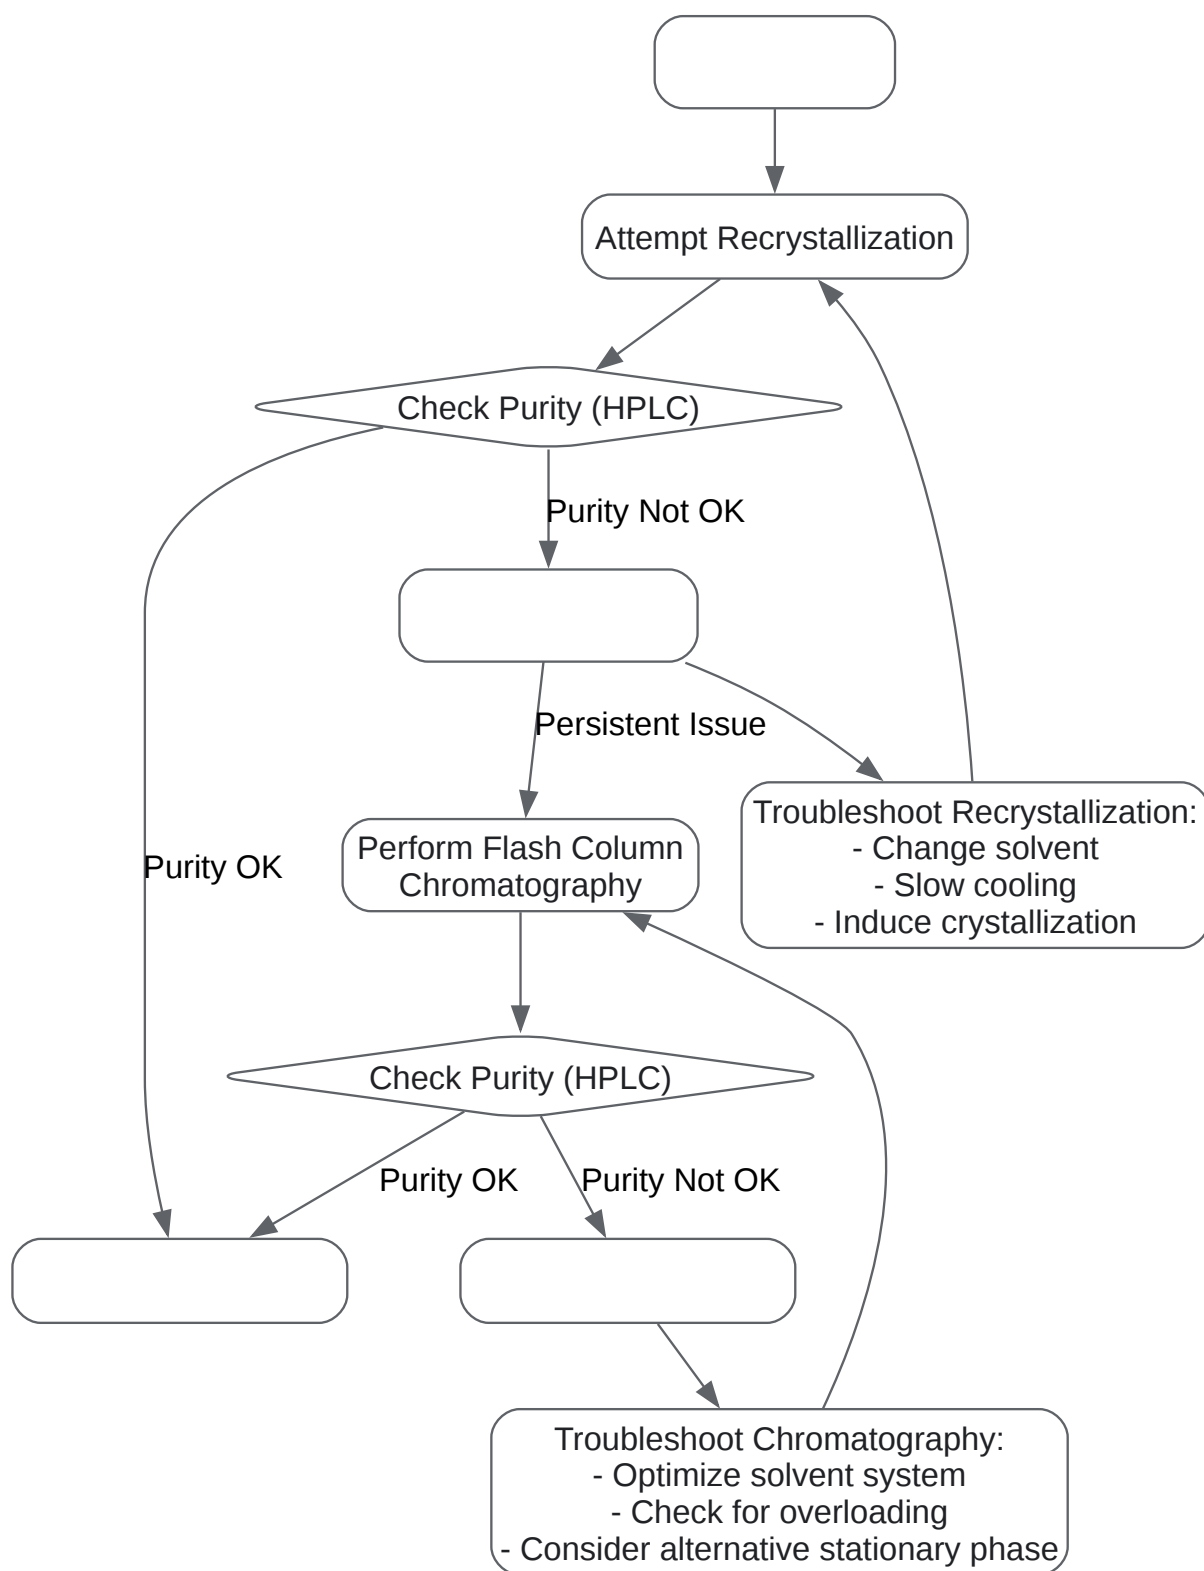 Attempt Recrystallization
Check Purity (HPLC)
Purity Not OK
Persistent Issue
Troubleshoot Recrystallization:
- Change solvent
- Slow cooling
- Induce crystallization
Perform Flash Column
Chromatography
Purity OK
Check Purity (HPLC)
Purity OK
Purity Not OK
Troubleshoot Chromatography:
- Optimize solvent system
- Check for overloading
- Consider alternative stationary phase